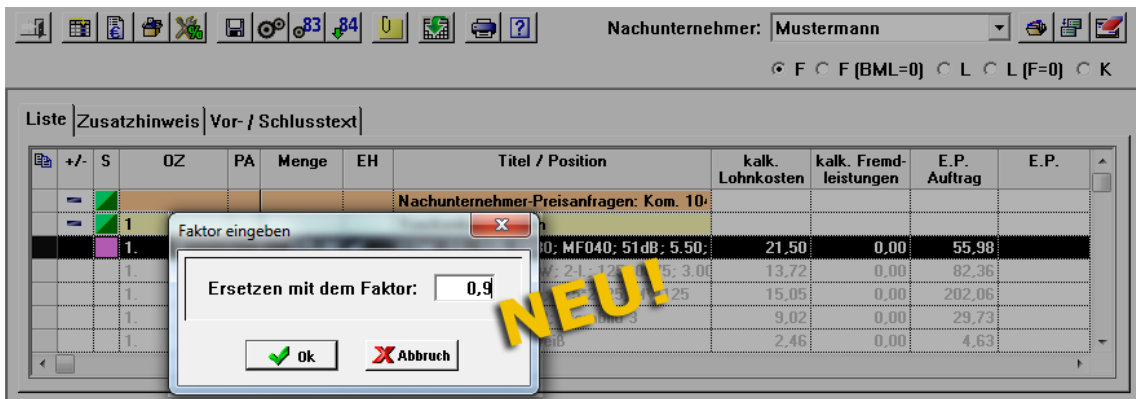 83 84 Nachunternehmer: Mustermann
F F (BML=0) L L (F=0) K
Liste Zusatzhinweis Vor- / Schlusstext
+/- S OZ PA Menge EH Titel / Position kalk. Lohnkosten kalk. Fremd-leistungen E.P. Auftrag E.P.
Nachunternehmer-Preisanfragen: Kom. 10
1
Faktor eingeben
1. 0; MF040; 51dB; 5.50; 21,50 0,00 55,98
Ersetzen mit dem Faktor: 0,9
1. 13,72 0,00 82,36
1. 15,05 0,00 202,06
NEU!
1. 9,02 0,00 29,73
1. 2,46 0,00 4,63
Ok Abbruch